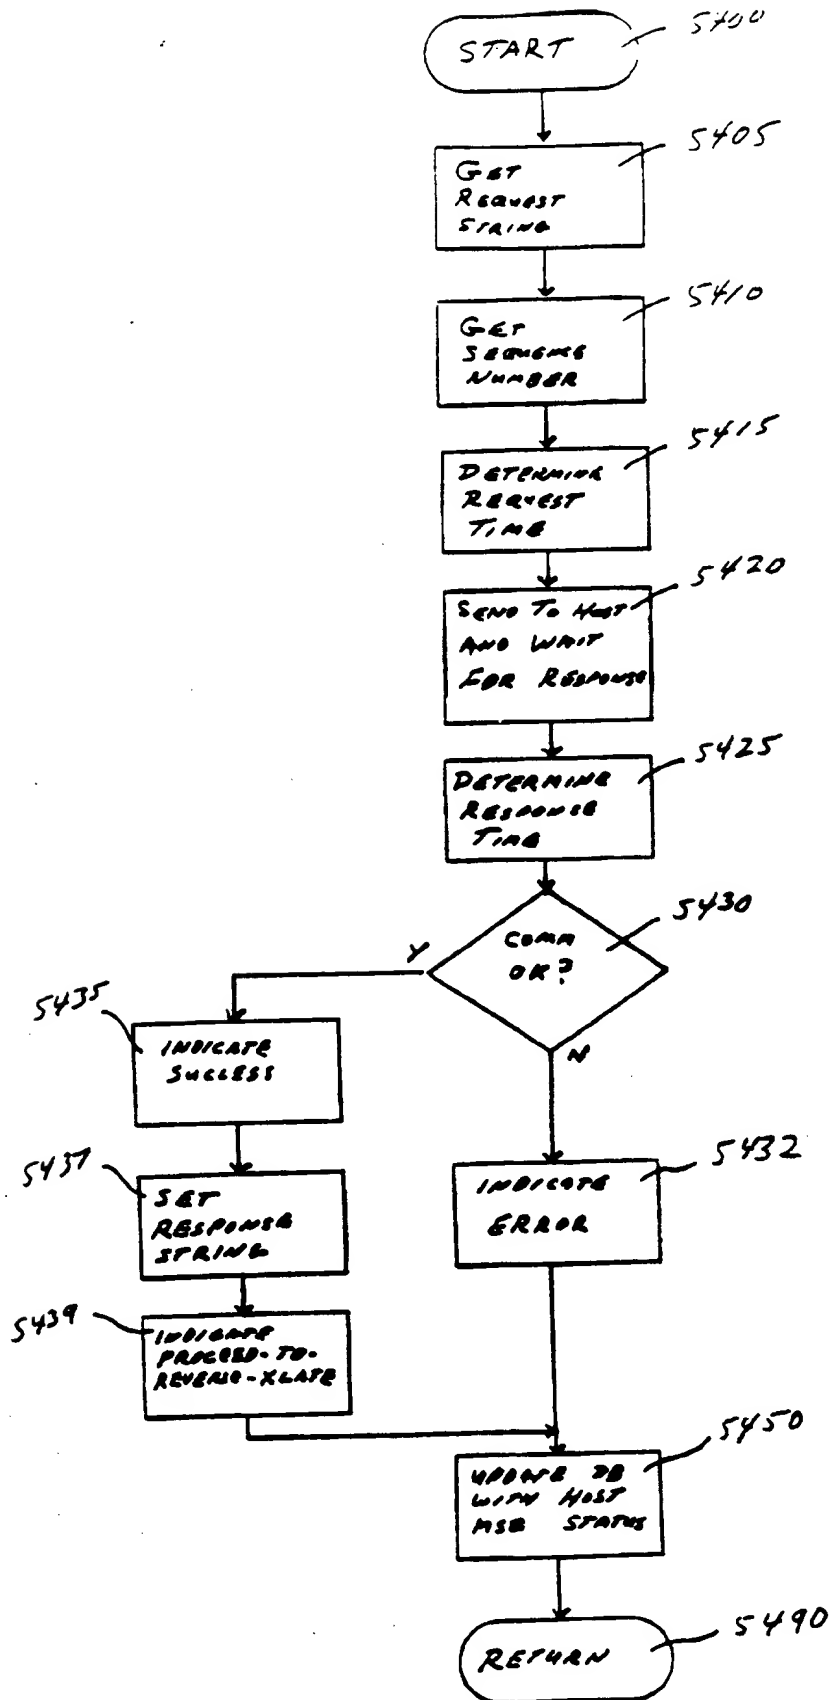 5400
START
5405
GET
REQUEST
STRING
5410
GET
SEQUENCE
NUMBER
5415
DETERMINE
REQUEST
TIME
5420
SEND TO HOST
AND WAIT
FOR RESPONSE
5425
DETERMINE
RESPONSE
TIME
5430
COMM
OK?
Y
N
5435
INDICATE
SUCCESS
5437
SET
RESPONSE
STRING
5432
INDICATE
ERROR
5439
INDICATE
PROCEED-TO-
REVERSE-XLATE
5450
UPDATE DB
WITH HOST
MSG STATUS
5490
RETURN